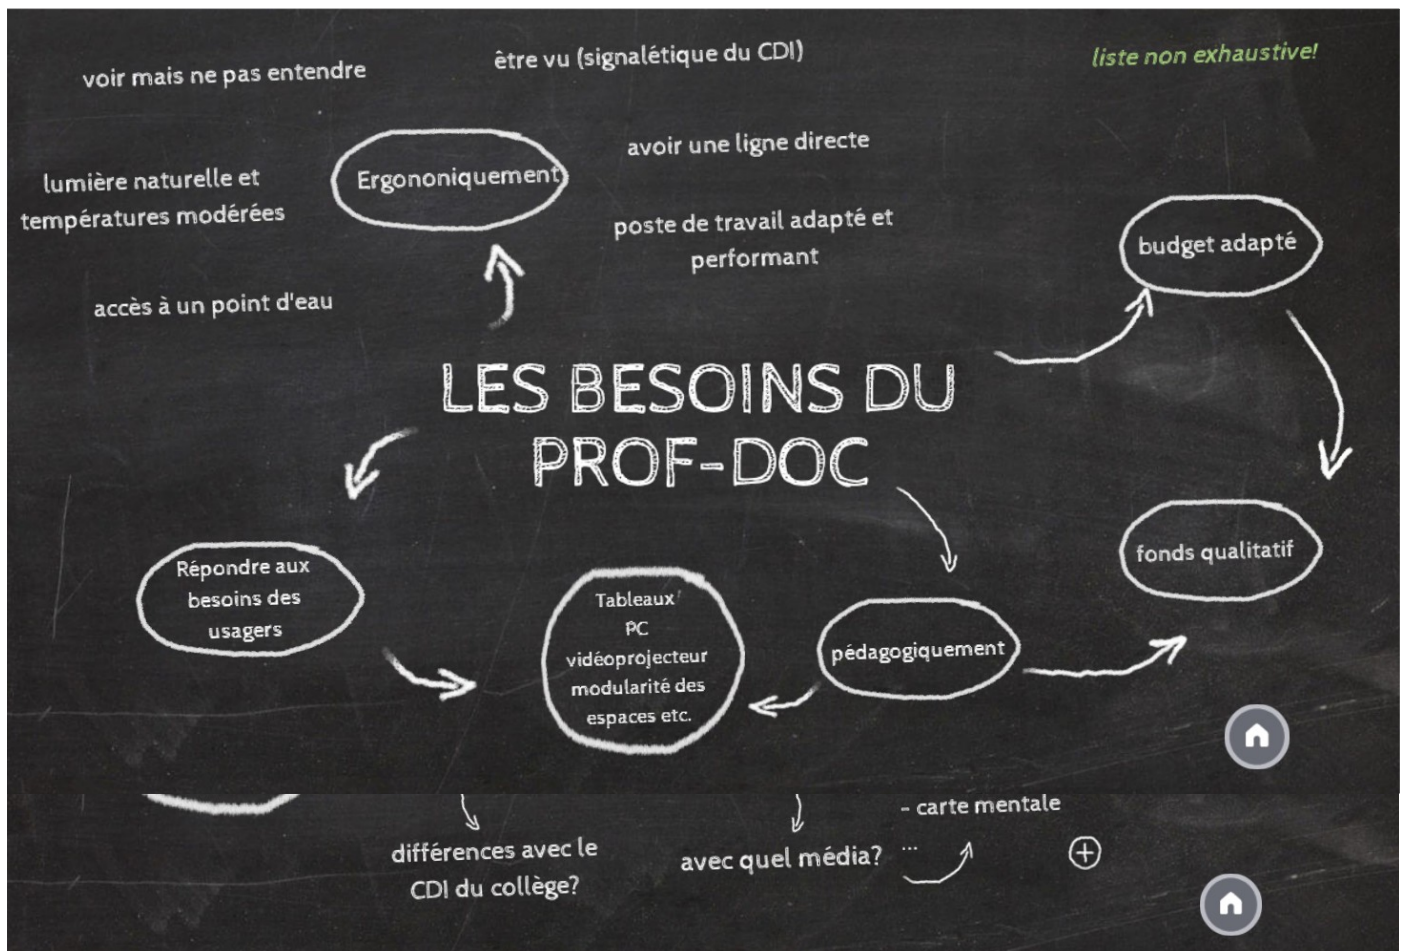 voir mais ne pas entendre
être vu (signalétique du CDI)
liste non exhaustive!
Ergononiquement
avoir une ligne directe
lumière naturelle et
températures modérées
poste de travail adapté et
performant
accès à un point d'eau
budget adapté
LES BESOINS DU
PROF-DOC
fonds qualitatif
Répondre aux
besoins des
usagers
Tableaux
PC
vidéoprojecteur
modularité des
espaces etc.
pédagogiquement
différences avec le
CDI du collège?
avec quel média?
- carte mentale
...